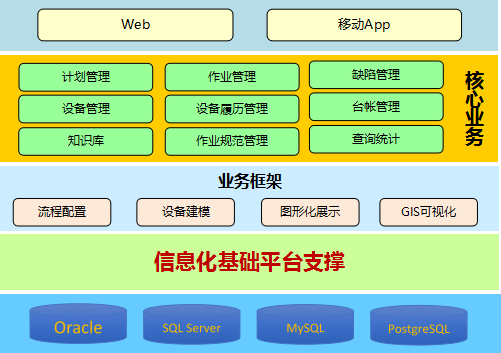 Web
移动App
计划管理
作业管理
缺陷管理
设备管理
设备履历管理
台帐管理
知识库
作业规范管理
查询统计
核心业务
业务框架
流程配置
设备建模
图形化展示
GIS可视化
信息化基础平台支撑
Oracle
SQL Server
MySQL
PostgreSQL